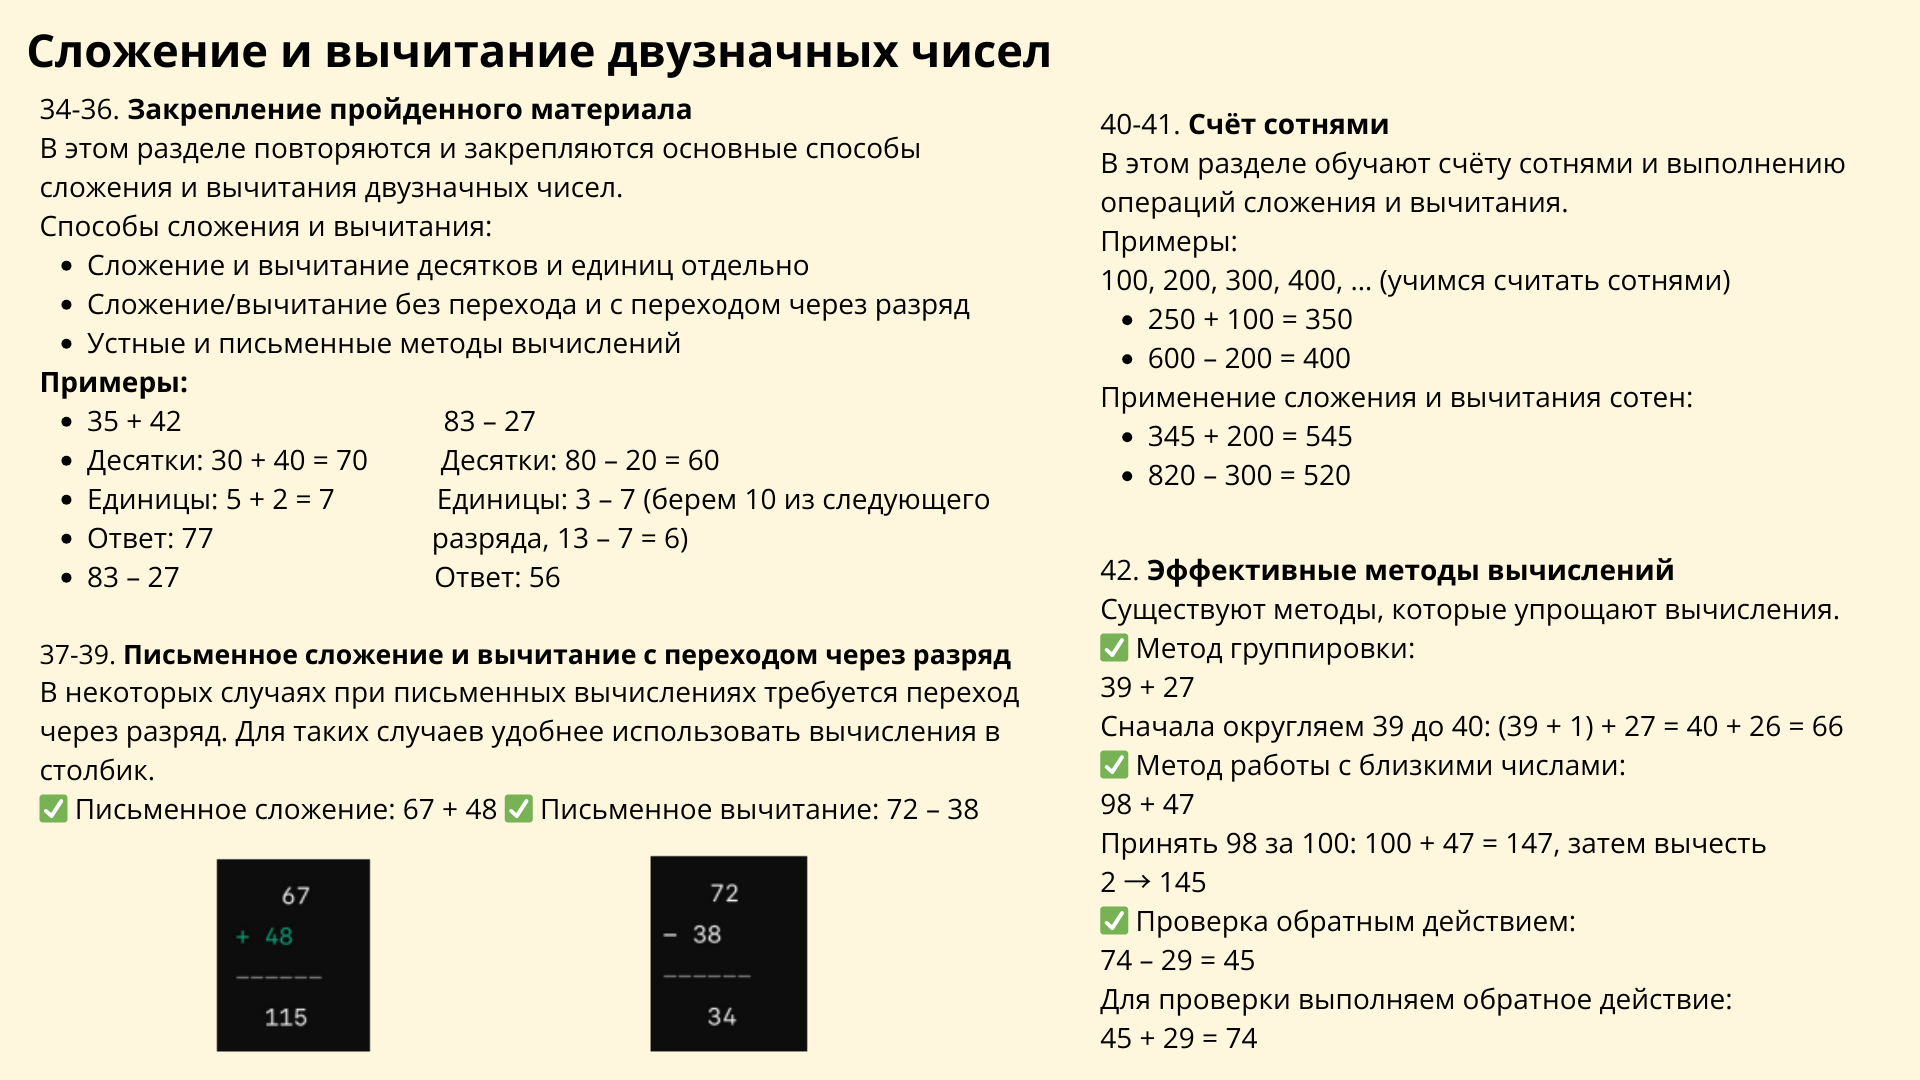 Сложение и вычитание двузначных чисел
34-36. Закрепление пройденного материала
В этом разделе повторяются и закрепляются основные способы
сложения и вычитания двузначных чисел.
Способы сложения и вычитания:
• Сложение и вычитание десятков и единиц отдельно
• Сложение/вычитание без перехода и с переходом через разряд
• Устные и письменные методы вычислений
Примеры:
• 35 + 42 83 – 27
• Десятки: 30 + 40 = 70 Десятки: 80 – 20 = 60
• Единицы: 5 + 2 = 7 Единицы: 3 – 7 (берем 10 из следующего
• Ответ: 77 разряда, 13 – 7 = 6)
• 83 – 27 Ответ: 56
37-39. Письменное сложение и вычитание с переходом через разряд
В некоторых случаях при письменных вычислениях требуется переход
через разряд. Для таких случаев удобнее использовать вычисления в
столбик.
✅ Письменное сложение: 67 + 48 ✅ Письменное вычитание: 72 – 38
67
+ 48
------
115
72
– 38
------
34
40-41. Счёт сотнями
В этом разделе обучают счёту сотнями и выполнению
операций сложения и вычитания.
Примеры:
100, 200, 300, 400, ... (учимся считать сотнями)
• 250 + 100 = 350
• 600 – 200 = 400
Применение сложения и вычитания сотен:
• 345 + 200 = 545
• 820 – 300 = 520
42. Эффективные методы вычислений
Существуют методы, которые упрощают вычисления.
✅ Метод группировки:
39 + 27
Сначала округляем 39 до 40: (39 + 1) + 27 = 40 + 26 = 66
✅ Метод работы с близкими числами:
98 + 47
Принять 98 за 100: 100 + 47 = 147, затем вычесть
2 → 145
✅ Проверка обратным действием:
74 – 29 = 45
Для проверки выполняем обратное действие:
45 + 29 = 74